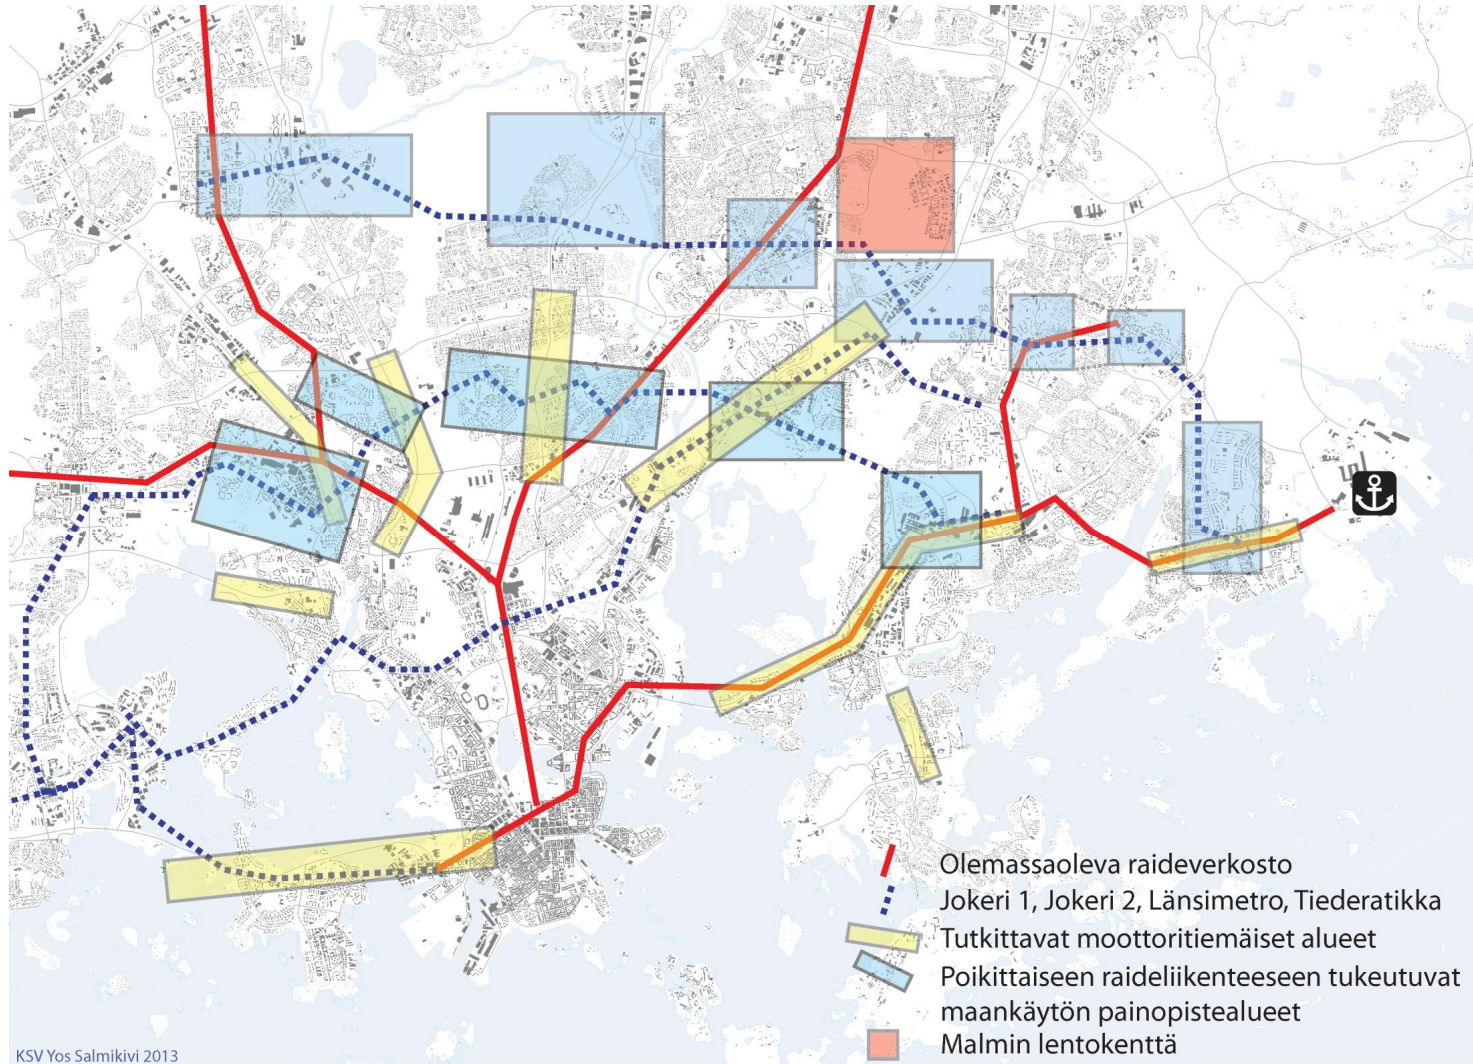 Olemassaoleva raideverkosto
Jokeri 1, Jokeri 2, Länsimetro, Tiederatikka
Tutkittavat moottoritiemäiset alueet
Poikittaiseen raideliikenteeseen tukeutuvat
maankäytön painopistealueet
Malmin lentokenttä
KSV Yos Salmikivi 2013